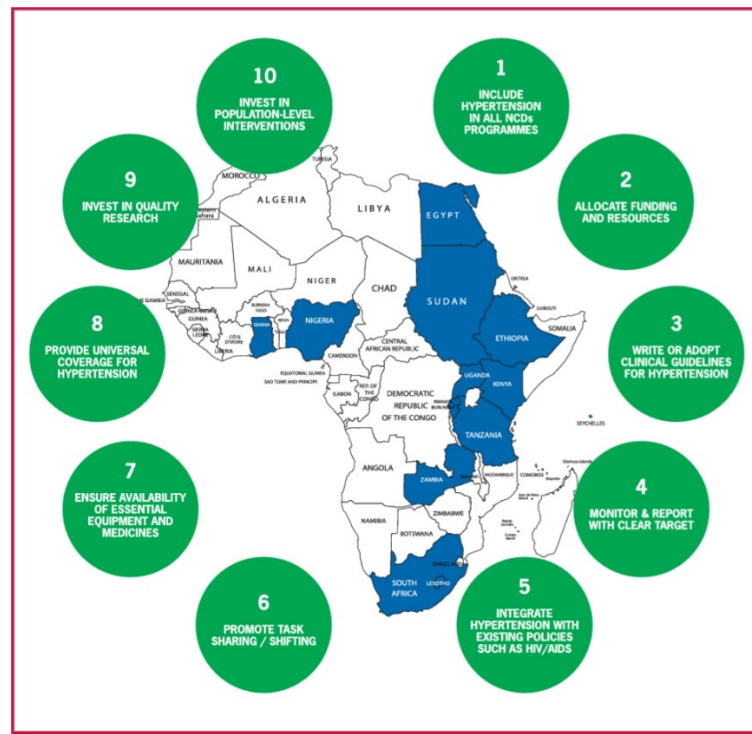 10
INVEST IN
POPULATION-LEVEL
INTERVENTIONS
1
INCLUDE
HYPERTENSION
IN ALL NCDs
PROGRAMMES
2
ALLOCATE FUNDING
AND RESOURCES
3
WRITE OR ADOPT
CLINICAL GUIDELINES
FOR HYPERTENSION
4
MONITOR & REPORT
WITH CLEAR TARGET
5
INTEGRATE
HYPERTENSION WITH
EXISTING POLICIES
SUCH AS HIV/AIDS
6
PROMOTE TASK
SHARING / SHIFTING
7
ENSURE AVAILABILITY
OF ESSENTIAL
EQUIPMENT AND
MEDICINES
8
PROVIDE UNIVERSAL
COVERAGE FOR
HYPERTENSION
9
INVEST IN QUALITY
RESEARCH
TUNISIA
MOROCCO
ALGERIA
LIBYA
EGYPT
Sahara
MAURITANIA
MALI
NIGER
CHAD
SUDAN
ERITREA
DJIBOUTI
SENEGAL
GAMBIA
GUINEA
SIERRA
LEONE
LIBERIA
CÔTE
D'IVOIRE
BURKINA
FASO
GHANA
BENIN
NIGERIA
CAMEROON
CENTRAL
AFRICAN REPUBLIC
ETHIOPIA
SOMALIA
EQUATORIAL GUINEA
SAO TOME AND PRINCIPE
GABON
REP. OF
THE
CONGO
DEMOCRATIC
REPUBLIC
OF THE CONGO
UGANDA
KENYA
RWANDA
BURUNDI
TANZANIA
SEYCHELLES
ANGOLA
ZAMBIA
MOZAMBIQUE
COMOROS
ZIMBABWE
NAMIBIA
BOTSWANA
SWAZILAND
SOUTH
AFRICA
LESOTHO